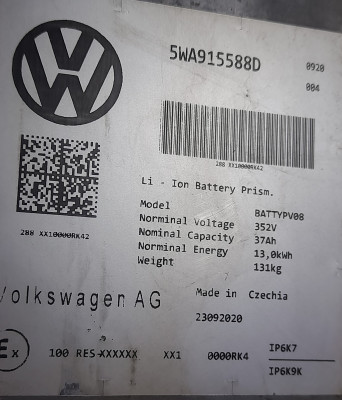 5WA915588D
0920
004
288 XX10000RK42
Li - Ion Battery Prism.
Model BATTYPV08
Norminal Voltage 352V
Nominal Capacity 37Ah
Norminal Energy 13,0kWh
Weight 131kg
288 XX10000RK42
Volkswagen AG
Made in Czechia
23092020
Ex 100 RES-XXXXXX XX1 0000RK4 IP6K7
IP6K9K